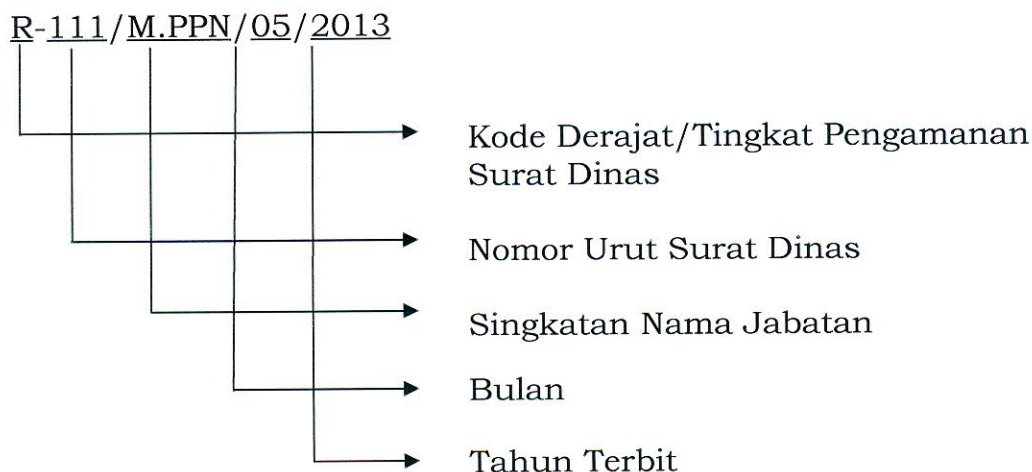 R-111/M.PPN/05/2013
Kode Derajat/Tingkat Pengamanan
Surat Dinas
Nomor Urut Surat Dinas
Singkatan Nama Jabatan
Bulan
Tahun Terbit